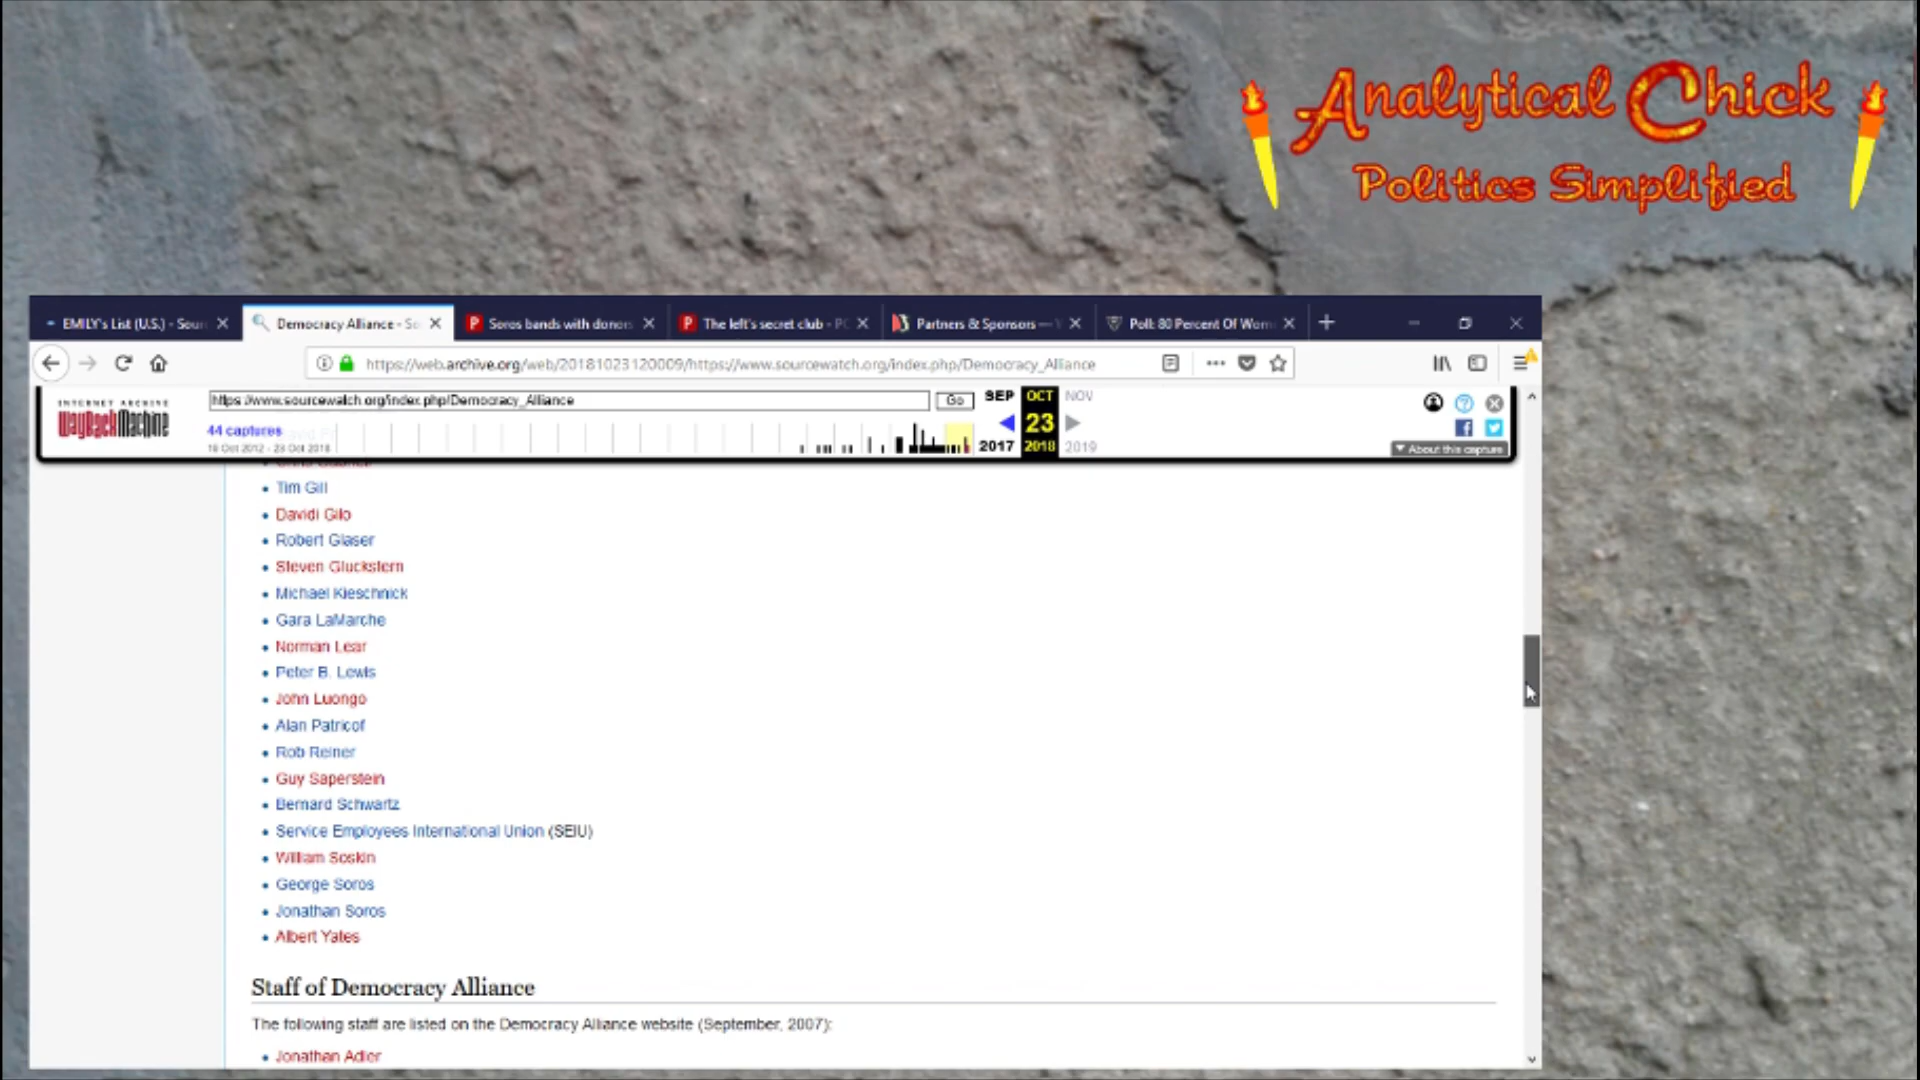 Analytical Chick
Politics Simplified
EMILY's List (U.S.) - Sour
Democracy Alliance - So
Soros bands with donors
The left's secret club - PO
Partners & Sponsors —
Poll: 80 Percent Of Wom
https://web.archive.org/web/20181023120009/https://www.sourcewatch.org/index.php/Democracy_Alliance
INTERNET ARCHIVE
WayBackMachine
https://www.sourcewatch.org/index.php/Democracy_Alliance
Go
SEP OCT NOV
44 captures
23
2017 2018 2019
About this capture
Tim Gill
Davidi Gilo
Robert Glaser
Steven Gluckstern
Michael Kieschnick
Gara LaMarche
Norman Lear
Peter B. Lewis
John Luongo
Alan Patricof
Rob Reiner
Guy Saperstein
Bernard Schwartz
Service Employees International Union (SEIU)
William Soskin
George Soros
Jonathan Soros
Albert Yates
Staff of Democracy Alliance
The following staff are listed on the Democracy Alliance website (September, 2007):
Jonathan Adler